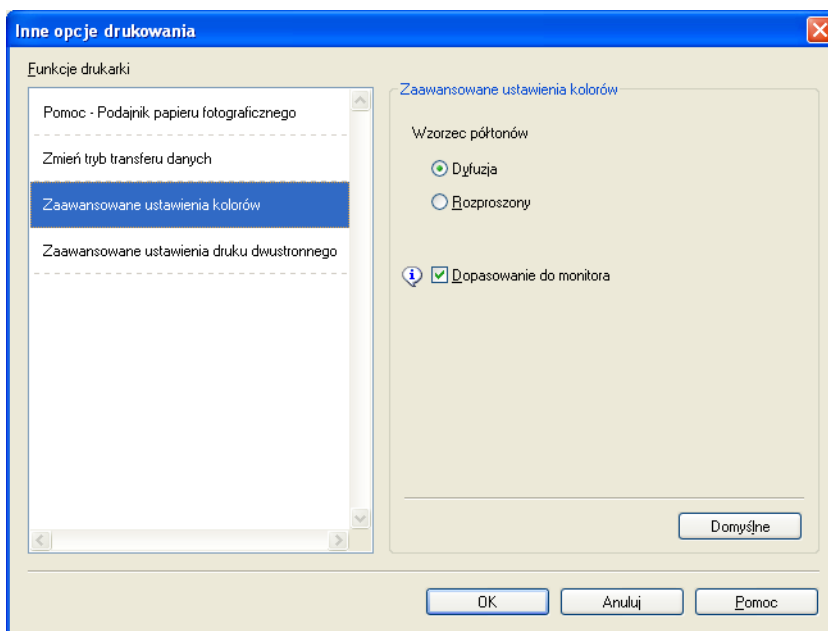 Inne opcje drukowania
Funkcje drukarki
Pomoc - Podajnik papieru fotograficznego
Zmień tryb transferu danych
Zaawansowane ustawienia kolorów
Zaawansowane ustawienia druku dwustronnego
Zaawansowane ustawienia kolorów
Wzorzec półtonów
Dyfuzja
Rozproszony
Dopasowanie do monitora
Domyślne
OK
Anuluj
Pomoc